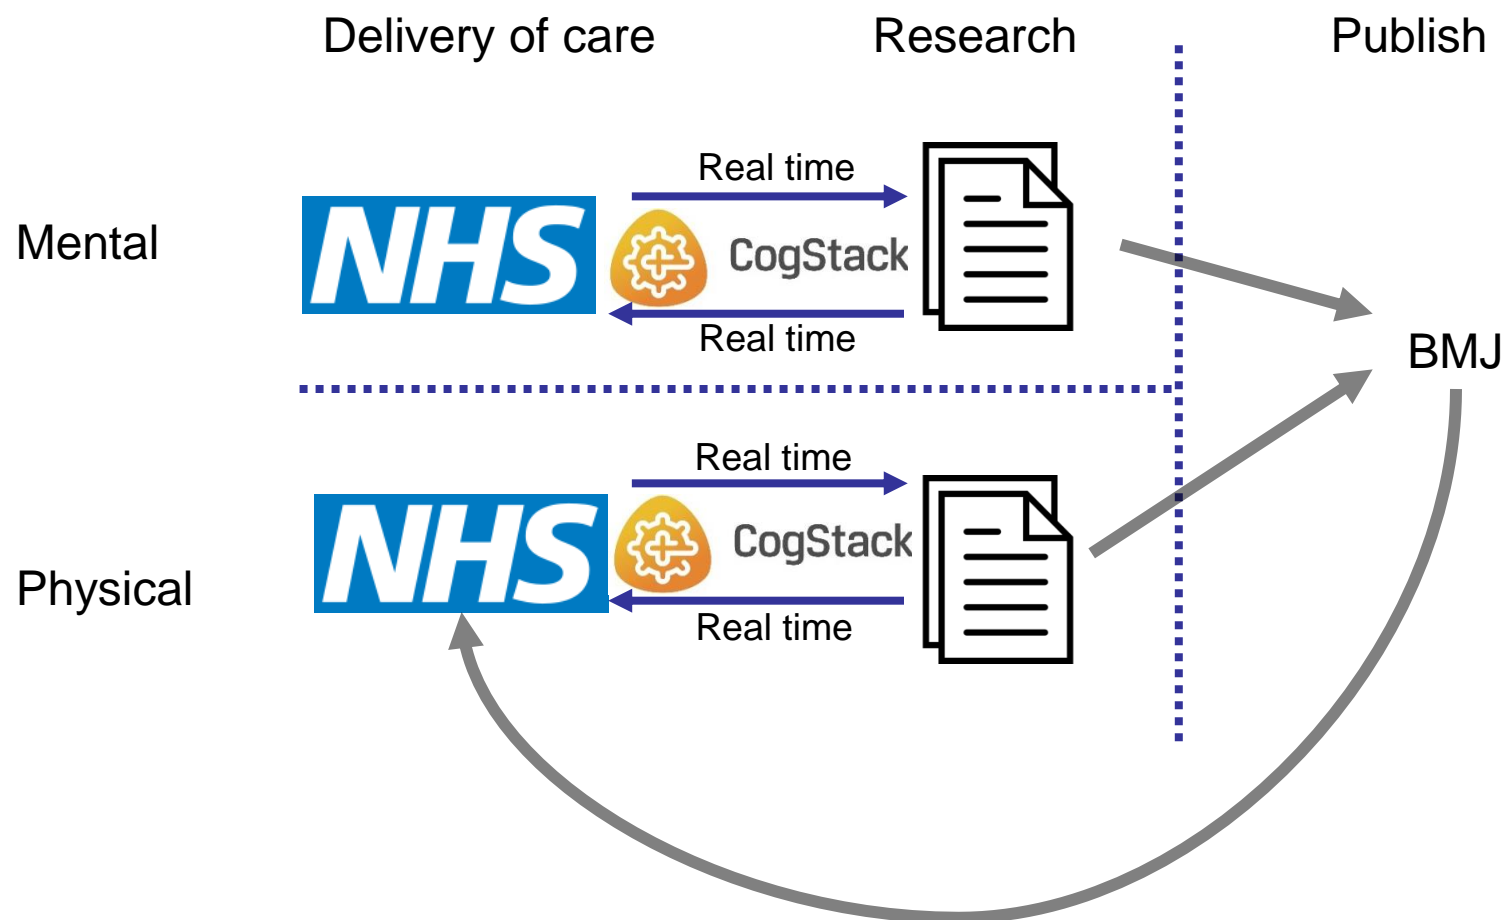 Delivery of care
Research
Publish
Real time
Mental
NHS
CogStack
Real time
BMJ
Real time
Physical
NHS
CogStack
Real time